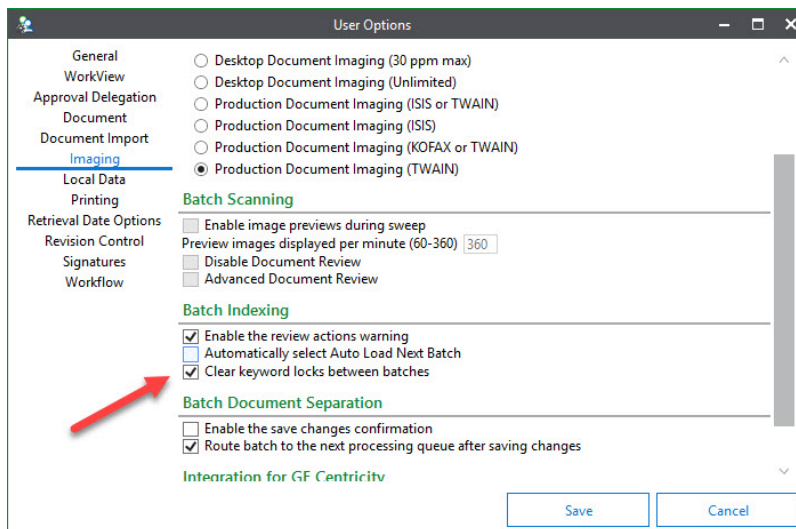 User Options
General
WorkView
Approval Delegation
Document
Document Import
Imaging
Local Data
Printing
Retrieval Date Options
Revision Control
Signatures
Workflow
Desktop Document Imaging (30 ppm max)
Desktop Document Imaging (Unlimited)
Production Document Imaging (ISIS or TWAIN)
Production Document Imaging (ISIS)
Production Document Imaging (KOFAX or TWAIN)
Production Document Imaging (TWAIN)
Batch Scanning
Enable image previews during sweep
Preview images displayed per minute (60-360) 360
Disable Document Review
Advanced Document Review
Batch Indexing
Enable the review actions warning
Automatically select Auto Load Next Batch
Clear keyword locks between batches
Batch Document Separation
Enable the save changes confirmation
Route batch to the next processing queue after saving changes
Integration for GE Centricity
Save
Cancel